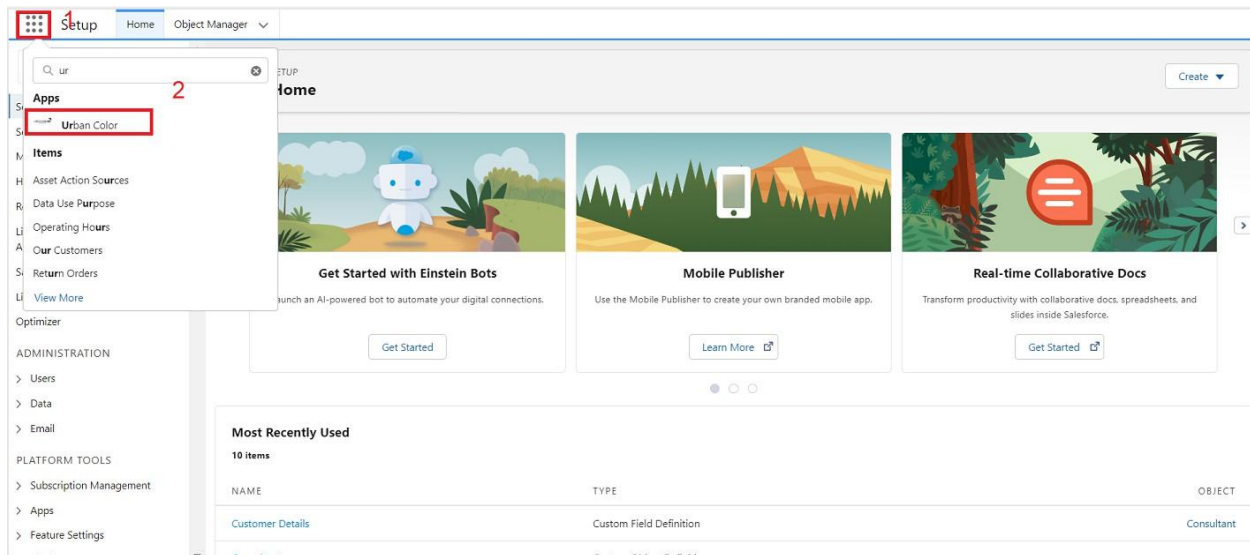 1
Setup
Home
Object Manager
ur
2
Apps
Urban Color
Items
Asset Action Sources
Data Use Purpose
Operating Hours
Our Customers
Return Orders
View More
Optimizer
ADMINISTRATION
Users
Data
Email
PLATFORM TOOLS
Subscription Management
Apps
Feature Settings
SETUP
Home
Create
Get Started with Einstein Bots
Launch an AI-powered bot to automate your digital connections.
Get Started
Mobile Publisher
Use the Mobile Publisher to create your own branded mobile app.
Learn More
Real-time Collaborative Docs
Transform productivity with collaborative docs, spreadsheets, and
slides inside Salesforce.
Get Started
Most Recently Used
10 items
NAME TYPE OBJECT
Customer Details Custom Field Definition Consultant